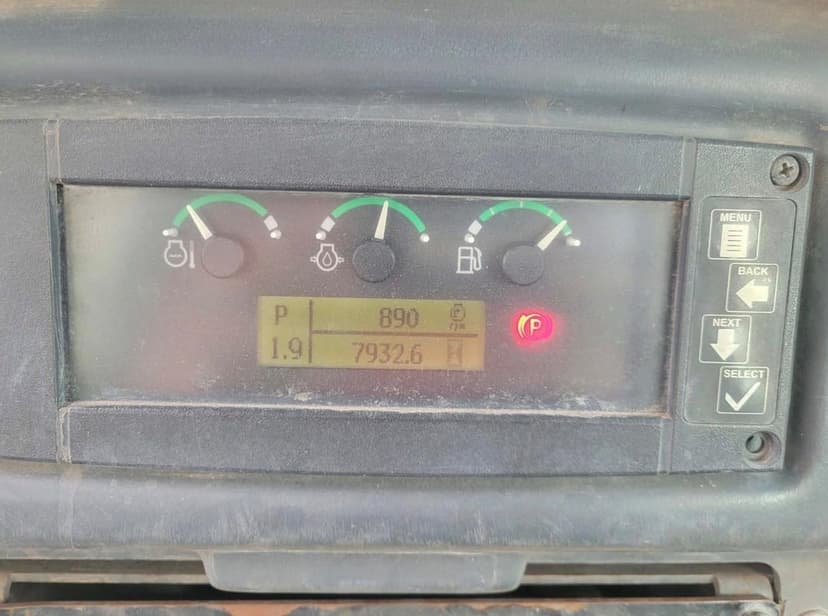 MENU
BACK
NEXT
SELECT
P 890 r/m
1.9 7932.6
P